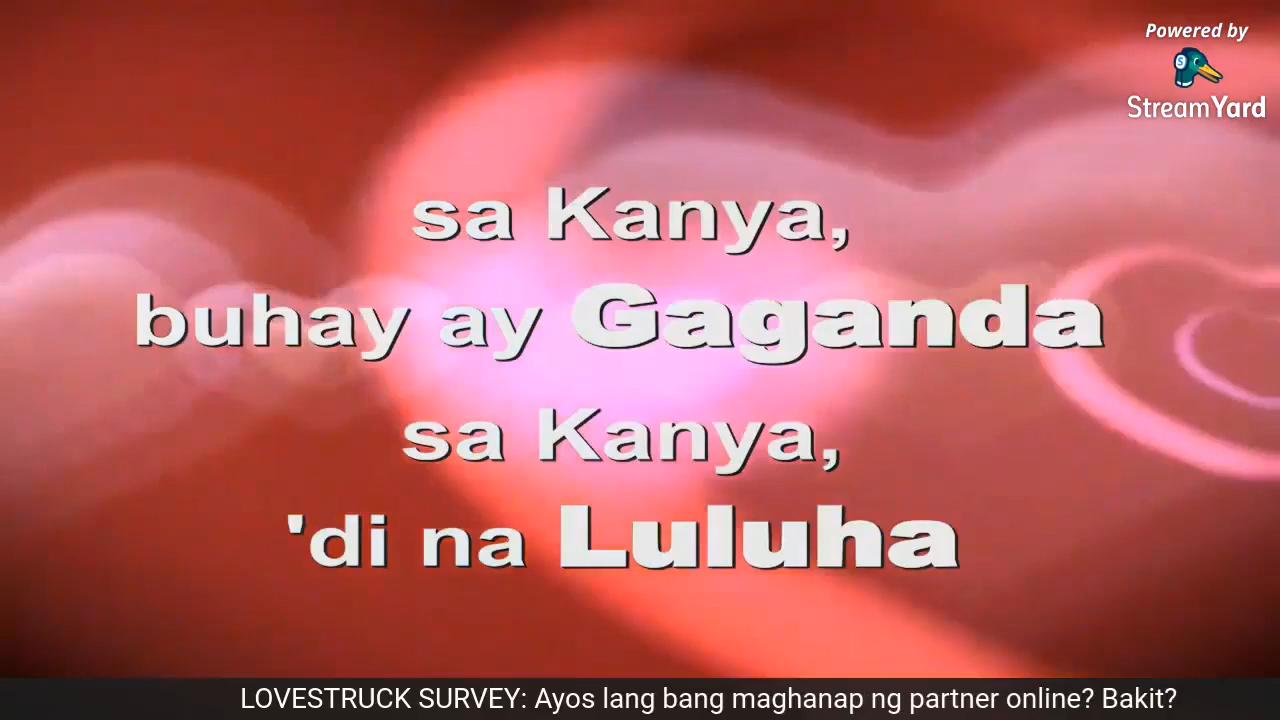 Powered by
StreamYard
sa Kanya,
buhay ay Gaganda
sa Kanya,
'di na Luluha
LOVESTRUCK SURVEY: Ayos lang bang maghanap ng partner online? Bakit?